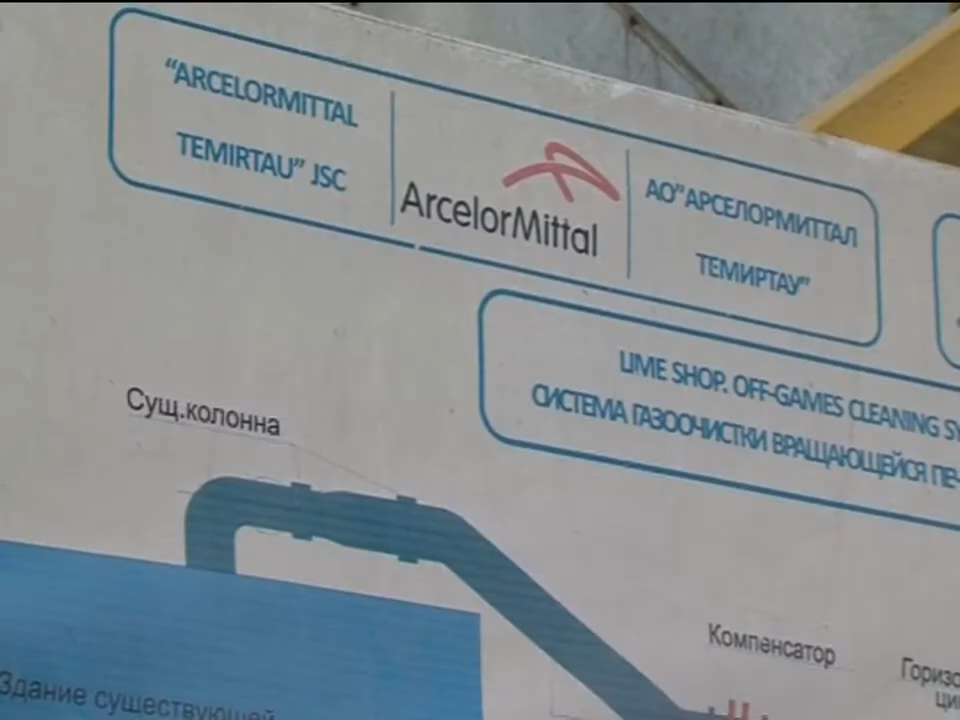 “ARCELORMITTAL
TEMIRTAU” JSC
ArcelorMittal
АО”АРСЕЛОРМИТТАЛ
ТЕМИРТАУ”
LIME SHOP. OFF-GAMES CLEANING
СИСТЕМА ГАЗООЧИСТКИ ВРАЩАЮЩЕЙСЯ
Сущ.колонна
Компенсатор
Здание существующей